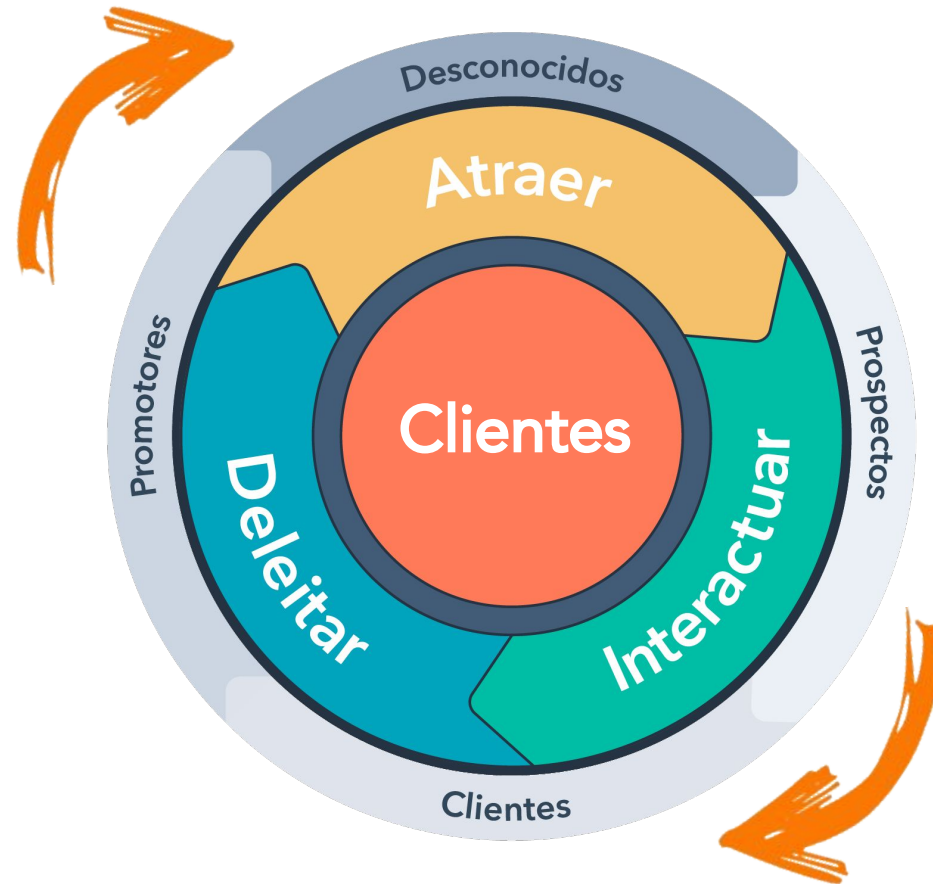 Desconocidos
Atraer
Prospectos
Interactuar
Clientes
Deleitar
Promotores
Clientes